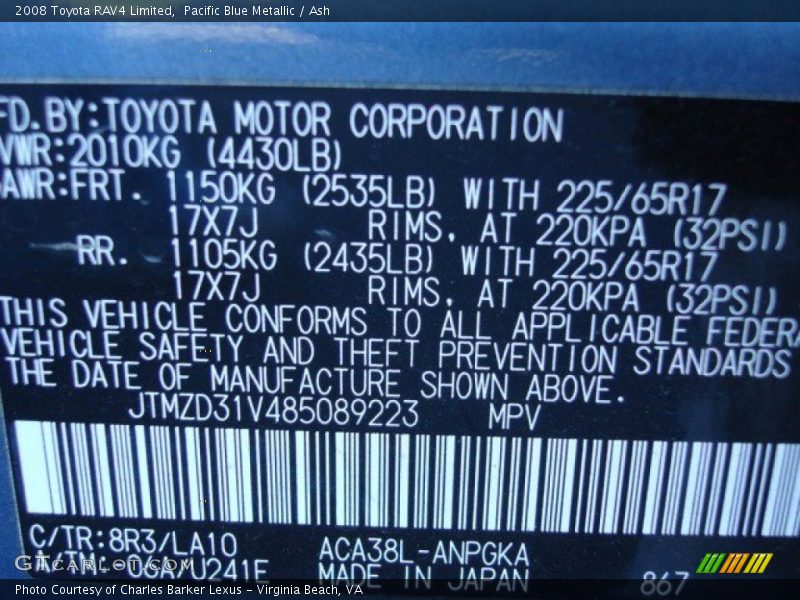 2008 Toyota RAV4 Limited, Pacific Blue Metallic / Ash
FD.BY:TOYOTA MOTOR CORPORATION
VWR:2010KG (4430LB)
AWR:FRT. 1150KG (2535LB) WITH 225/65R17
17X7J RIMS, AT 220KPA (32PSI)
RR. 1105KG (2435LB) WITH 225/65R17
17X7J RIMS, AT 220KPA (32PSI)
THIS VEHICLE CONFORMS TO ALL APPLICABLE FEDERA
VEHICLE SAFETY AND THEFT PREVENTION STANDARDS
THE DATE OF MANUFACTURE SHOWN ABOVE.
JTMZD31V485089223 MPV
C/TR:8R3/LA10 ACA38L-ANPGKA
GTCarLot.com
/TM: 06A/U241E MADE IN JAPAN 867
Photo Courtesy of Charles Barker Lexus - Virginia Beach, VA